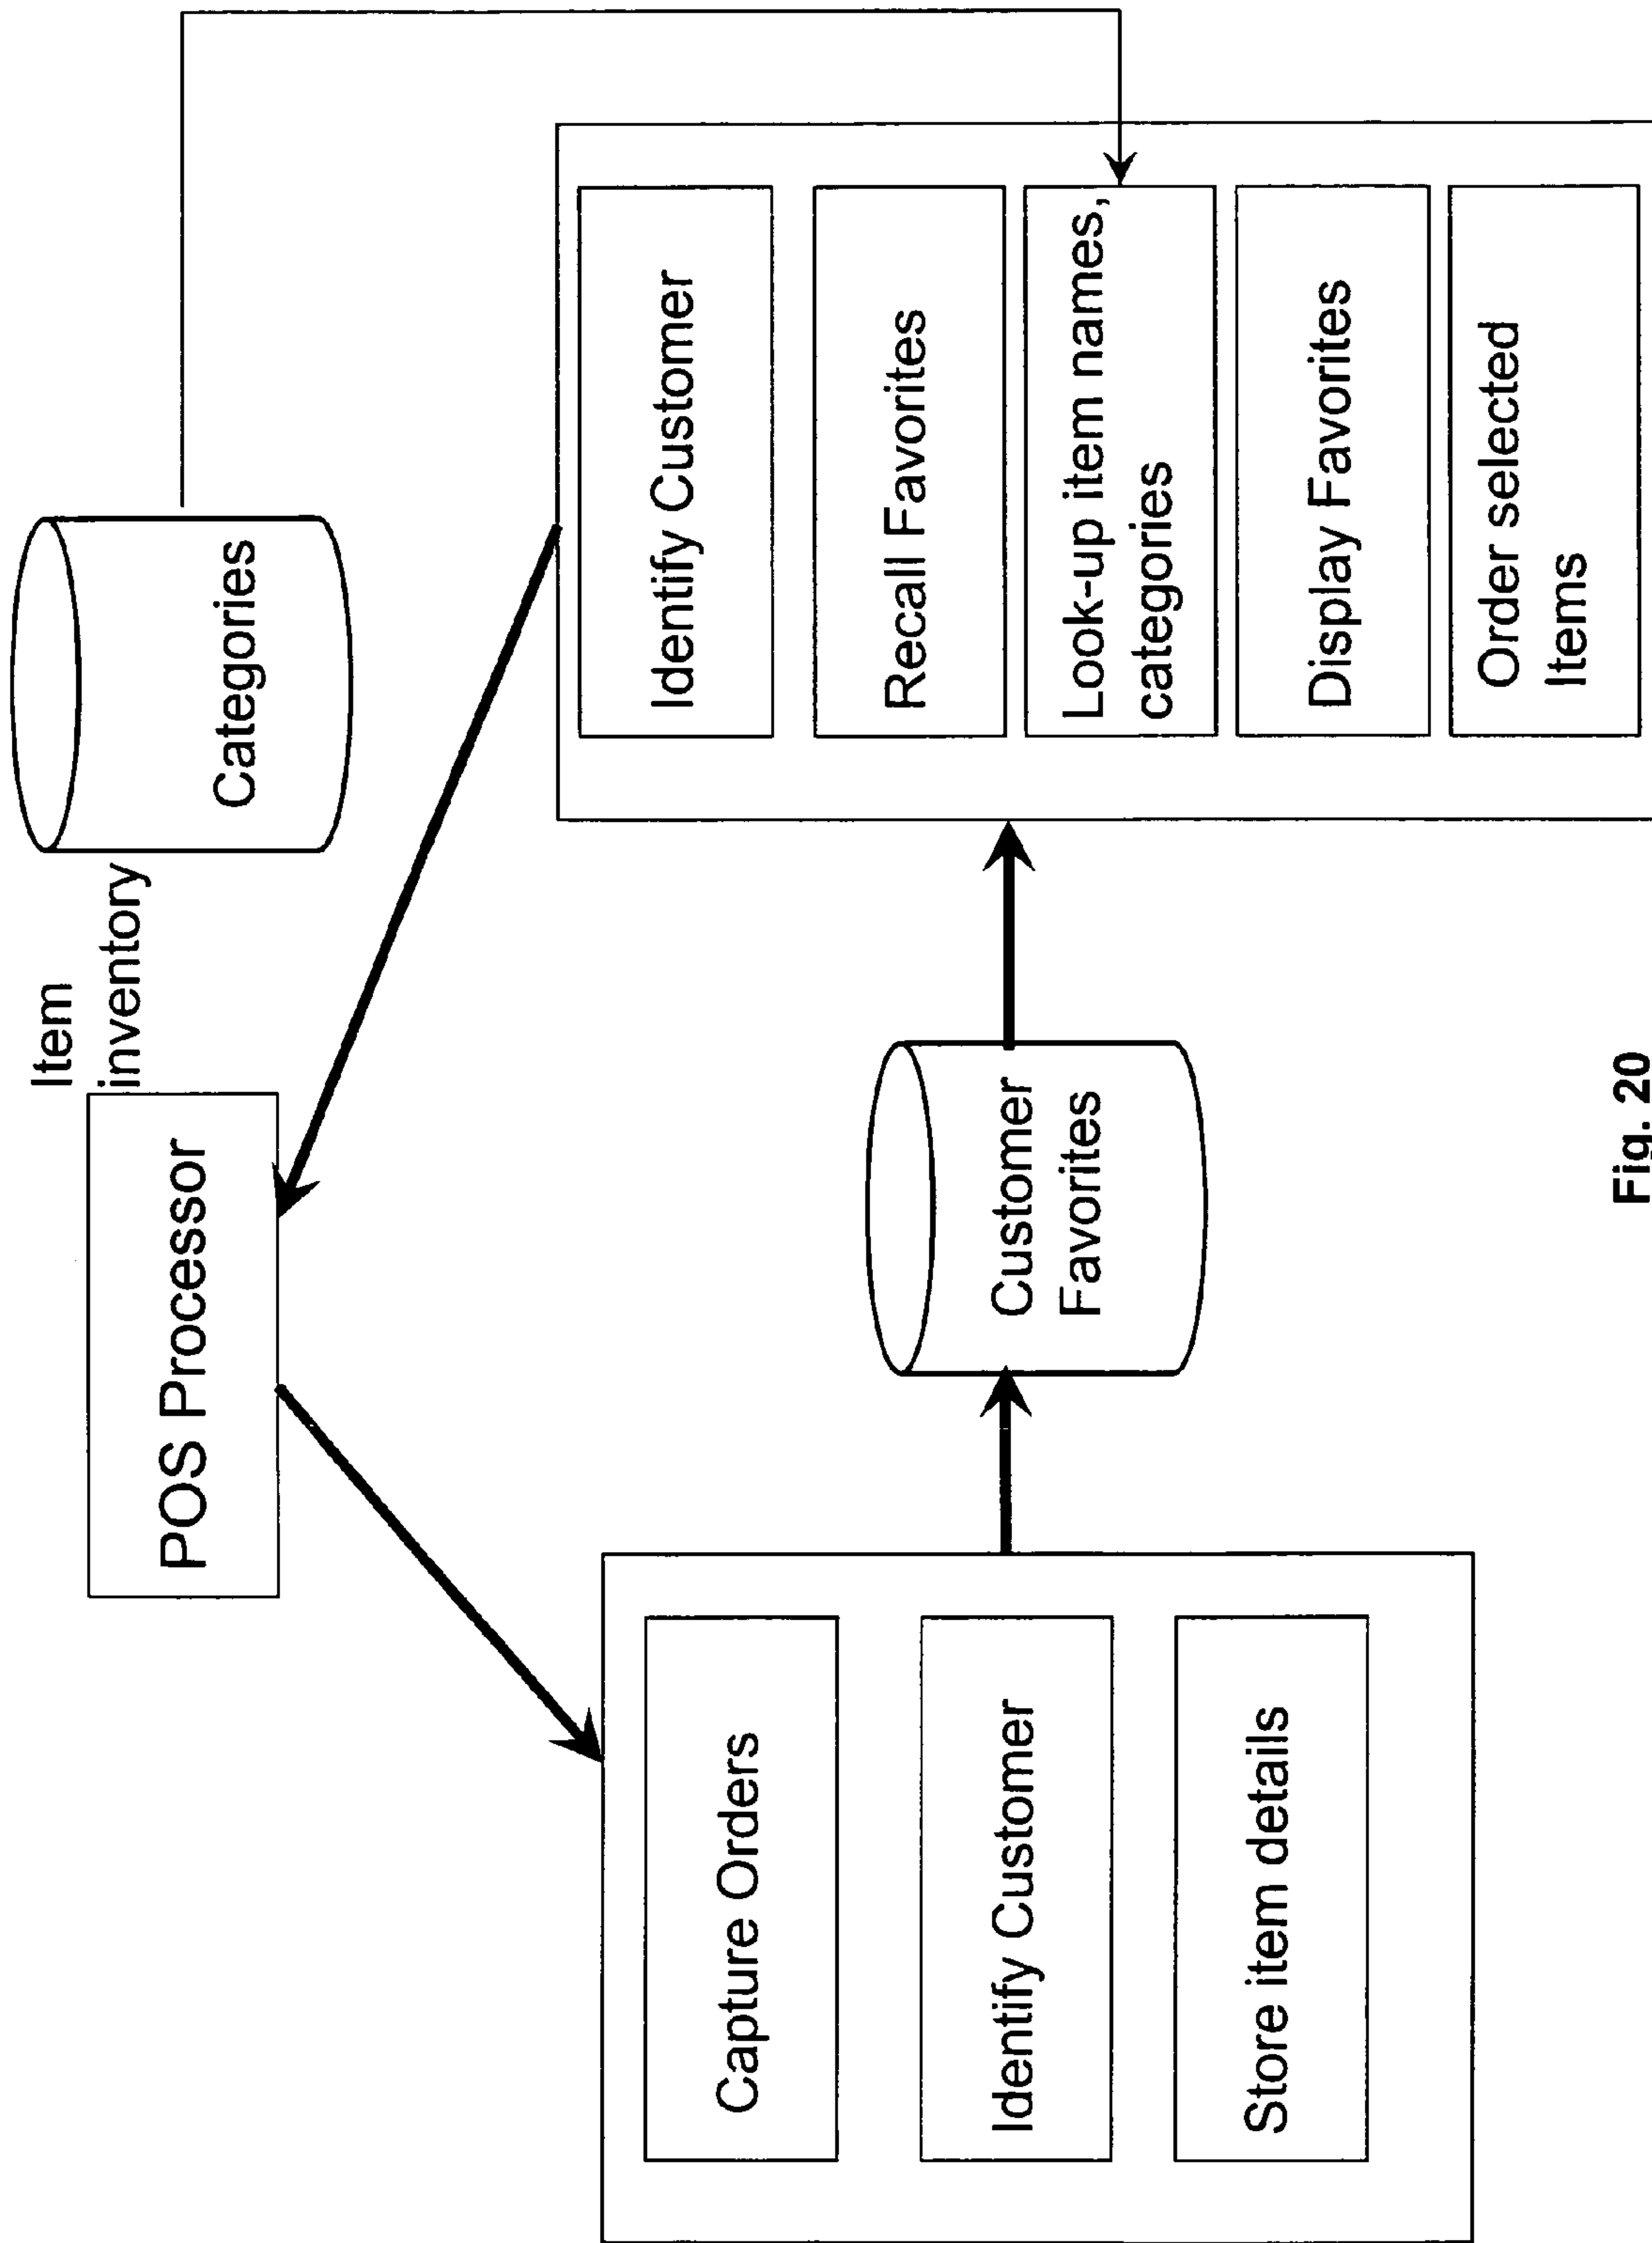 Item
inventory
POS Processor
Categories
Capture Orders
Identify Customer
Store item details
Customer
Favorites
Identify Customer
Recall Favorites
Look-up item names,
categories
Display Favorites
Order selected
Items
Fig. 20